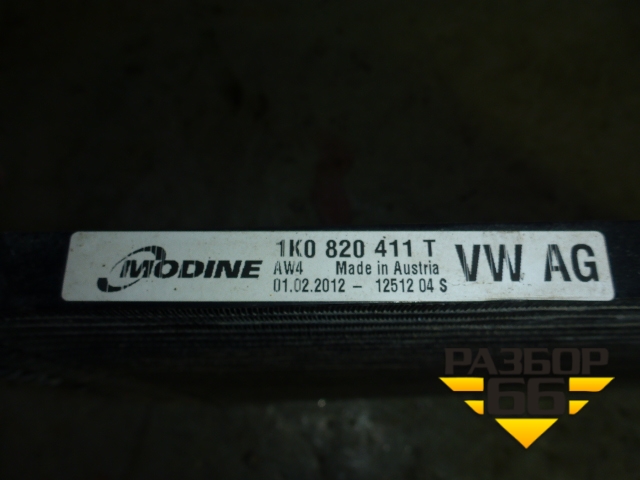 MODINE
1K0 820 411 T
AW4 Made in Austria
01.02.2012 - 12512 04 S
VW AG
РАЗБОР
66